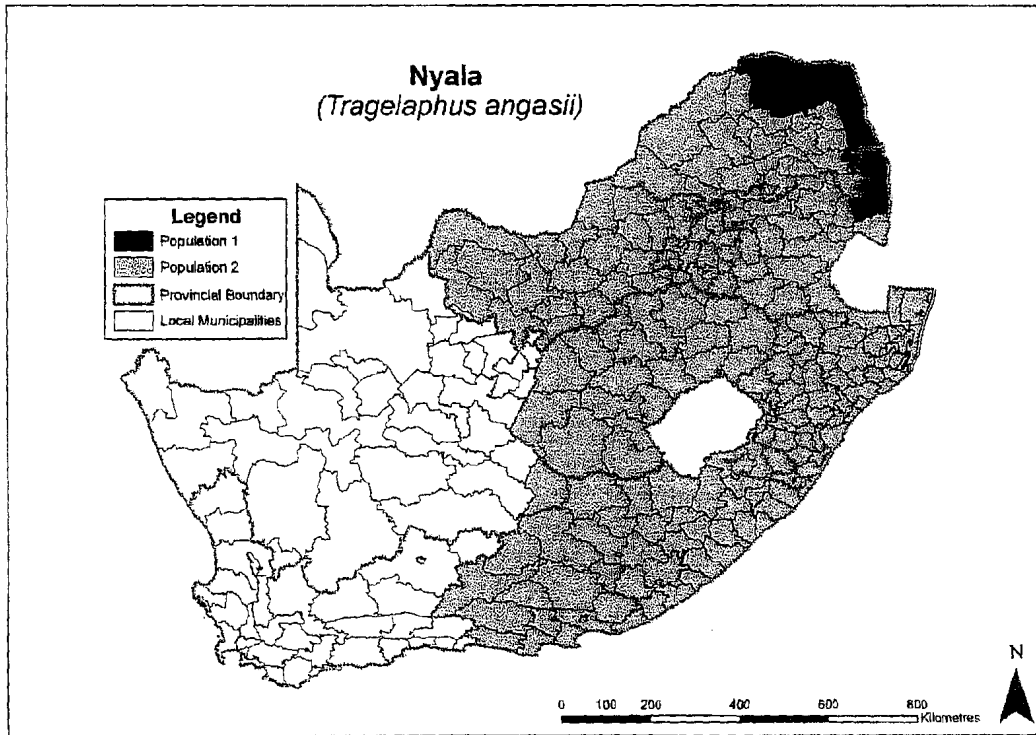 Nyala
(Tragelaphus angasii)
Legend
Population 1
Population 2
Provincial Boundary
Local Municipalities
N
0 100 200 400 600 800
Kilometres